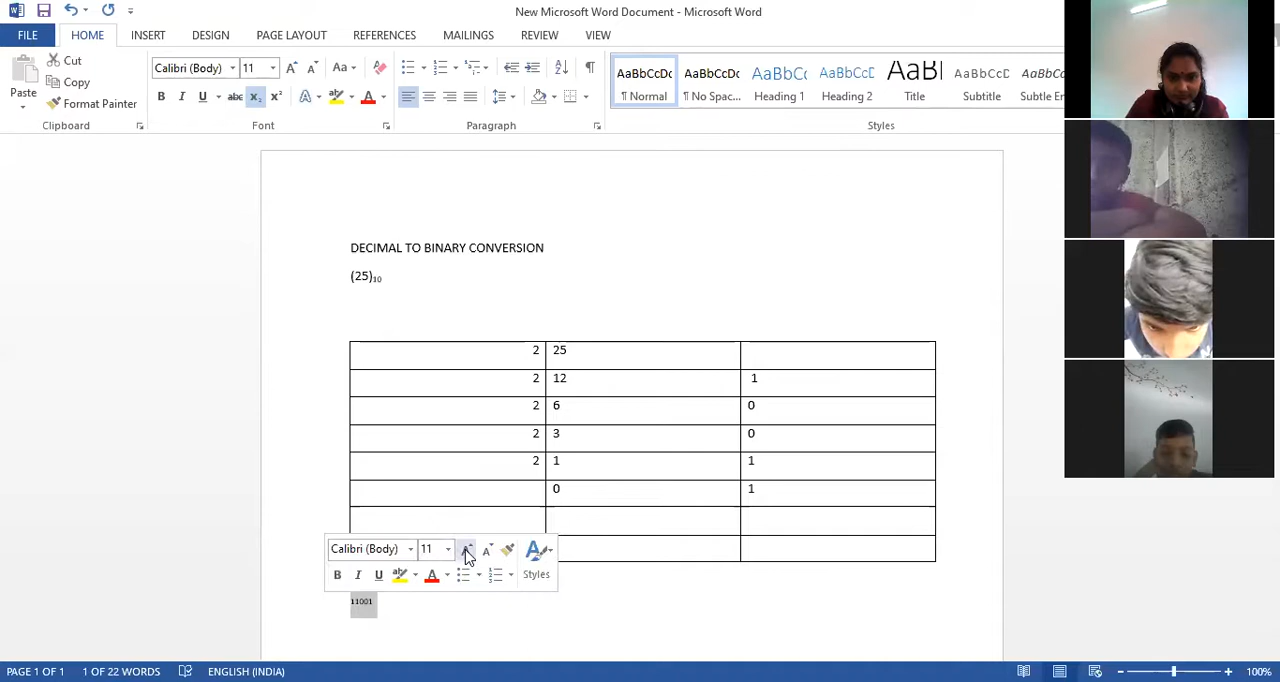 New Microsoft Word Document - Microsoft Word
FILE HOME INSERT DESIGN PAGE LAYOUT REFERENCES MAILINGS REVIEW VIEW
Cut
Copy
Format Painter
Paste
Clipboard
Calibri (Body) 11
Font
Paragraph
AaBbCcDc AaBbCcDc AaBbCc AaBbCcE AaBl AaBbCcE AaBbCcD
¶ Normal ¶ No Spac... Heading 1 Heading 2 Title Subtitle Subtle Em
Styles
DECIMAL TO BINARY CONVERSION
(25)10
2 25
2 12 1
2 6 0
2 3 0
2 1 1
0 1
Calibri (Body) 11
Styles
11001
PAGE 1 OF 1 1 OF 22 WORDS ENGLISH (INDIA) 100%